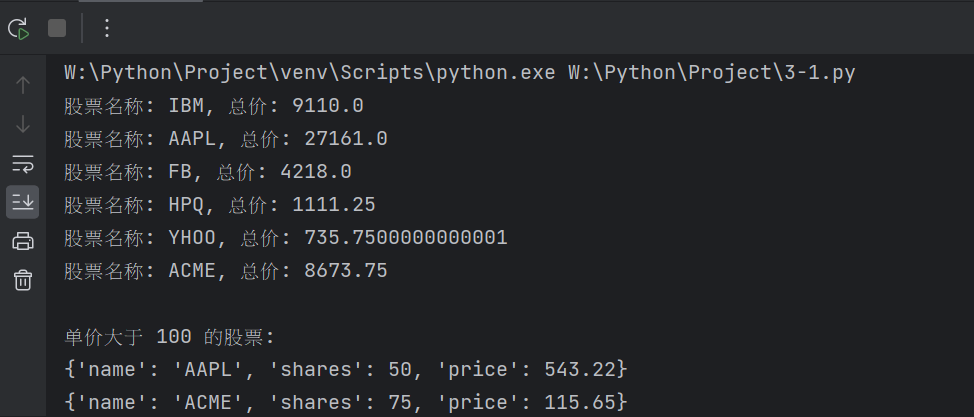 W:\Python\Project\venv\Scripts\python.exe W:\Python\Project\3-1.py
股票名称: IBM, 总价: 9110.0
股票名称: AAPL, 总价: 27161.0
股票名称: FB, 总价: 4218.0
股票名称: HPQ, 总价: 1111.25
股票名称: YHOO, 总价: 735.7500000000001
股票名称: ACME, 总价: 8673.75
单价大于 100 的股票:
{'name': 'AAPL', 'shares': 50, 'price': 543.22}
{'name': 'ACME', 'shares': 75, 'price': 115.65}